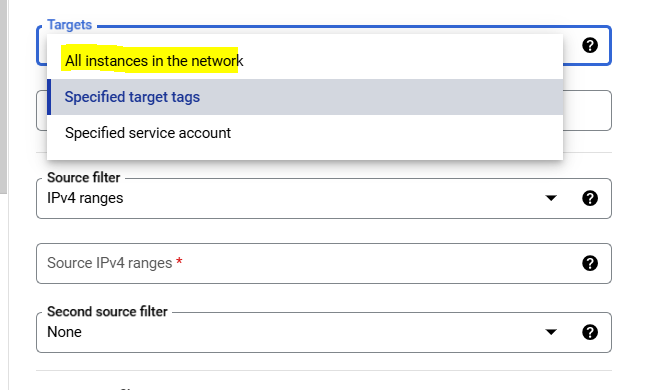 Targets
All instances in the network
Specified target tags
Specified service account
Source filter
IPv4 ranges
Source IPv4 ranges *
Second source filter
None